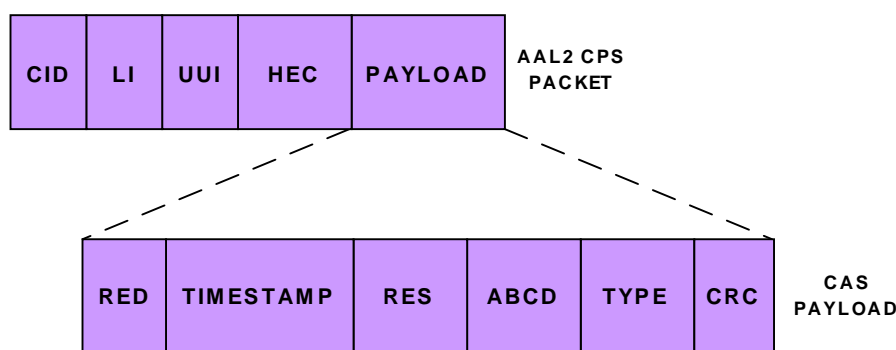 CID LI UUI HEC PAYLOAD
AAL2 CPS
PACKET
RED TIMESTAMP RES ABCD TYPE CRC
CAS
PAYLOAD